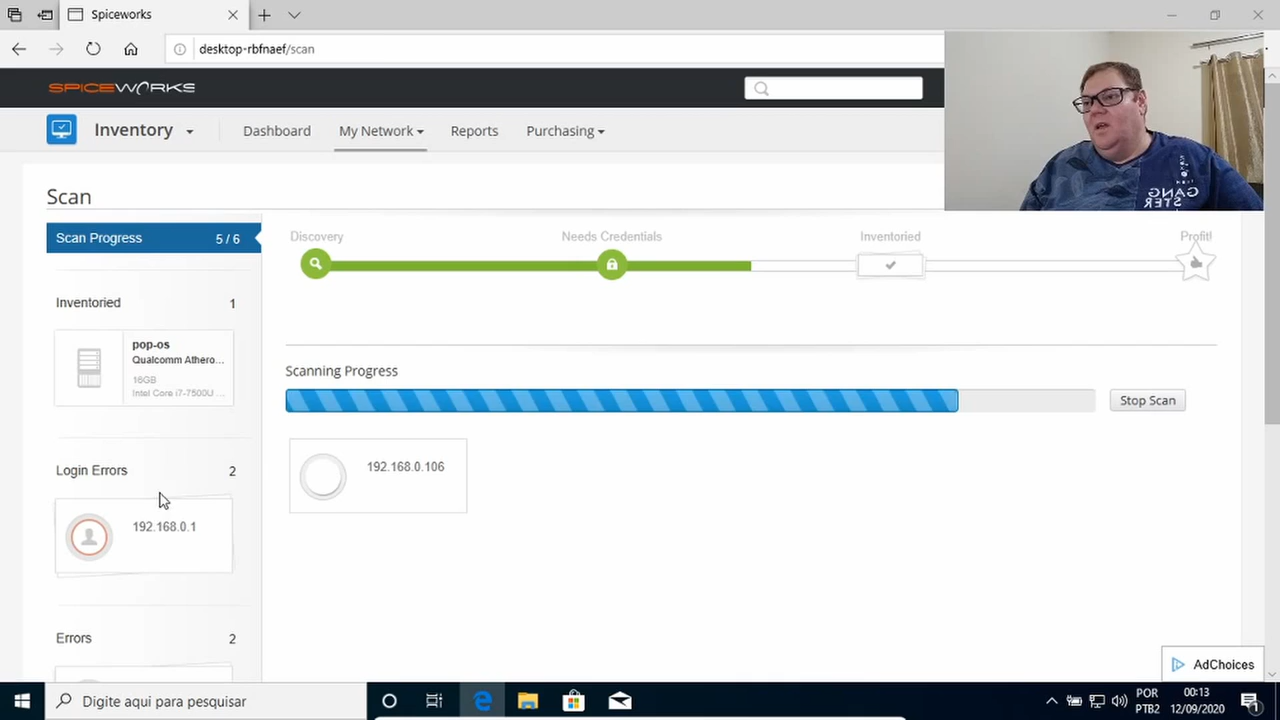 Spiceworks
desktop-rbfnaef/scan
SPICEWORKS
Inventory
Dashboard
My Network
Reports
Purchasing
GANG
STER
Scan
Scan Progress
5 / 6
Discovery
Needs Credentials
Inventoried
Profit!
Inventoried
1
pop-os
Qualcomm Athero...
16GB
Intel Core i7-7500U ...
Scanning Progress
Stop Scan
192.168.0.106
Login Errors
2
192.168.0.1
Errors
2
AdChoices
Digite aqui para pesquisar
POR
PTB2
00:13
12/09/2020
1